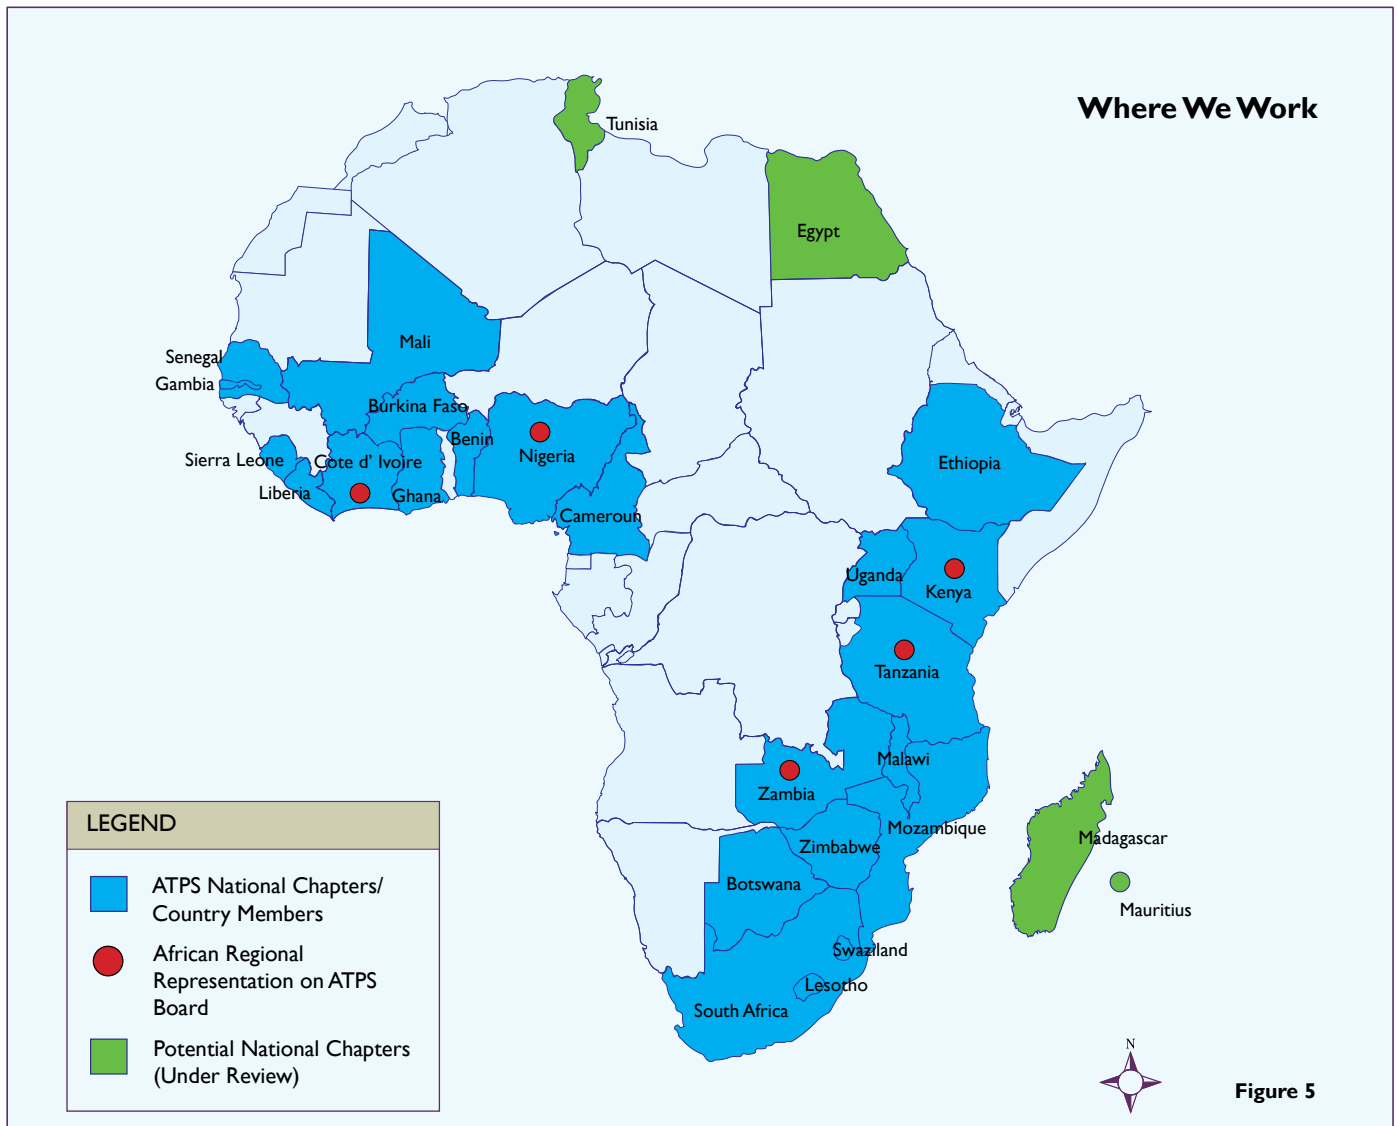 Where We Work
Tunisia
Egypt
Mali
Senegal
Gambia
Burkina Faso
Benin
Nigeria
Sierra Leone
Cote d' Ivoire
Ethiopia
Liberia
Ghana
Cameroun
Uganda
Kenya
Tanzania
Malawi
Zambia
Mozambique
Zimbabwe
Madagascar
Botswana
Mauritius
Swaziland
Lesotho
South Africa
LEGEND
ATPS National Chapters/
Country Members
African Regional
Representation on ATPS
Board
Potential National Chapters
(Under Review)
N
Figure 5